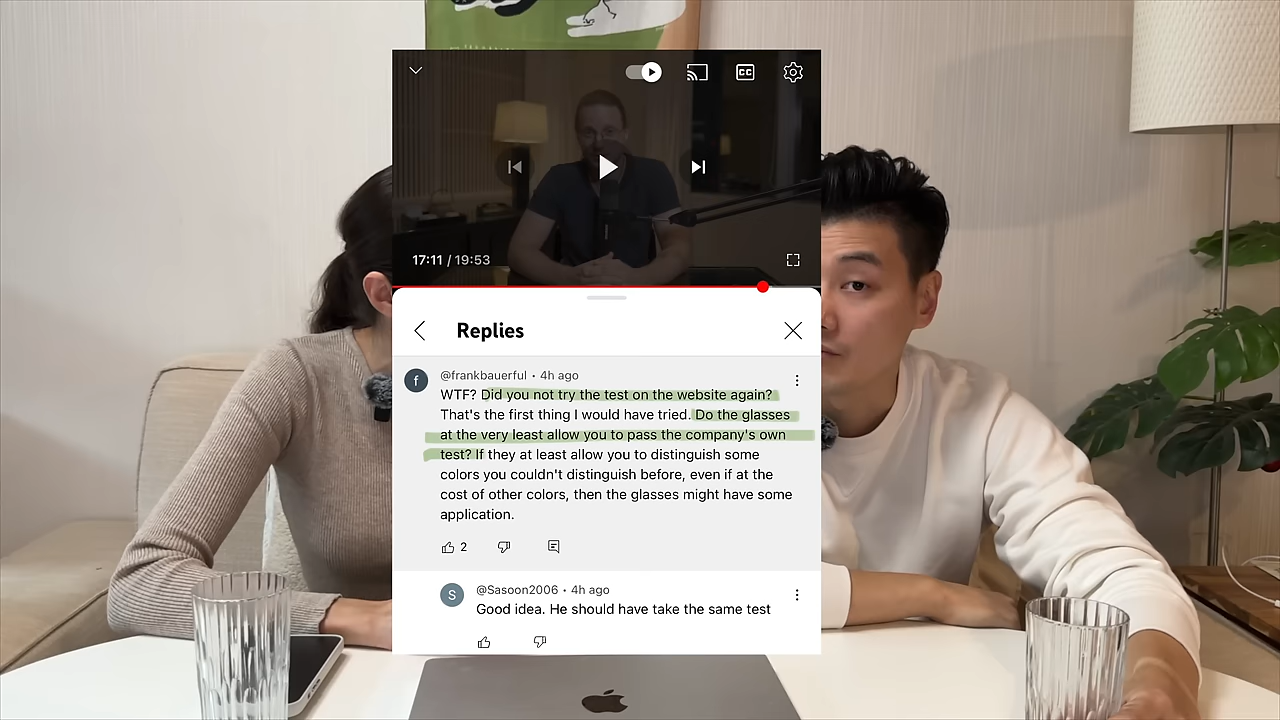 CC
17:11 / 19:53
Replies
f
@frankbauerful • 4h ago
WTF? Did you not try the test on the website again?
That's the first thing I would have tried. Do the glasses
at the very least allow you to pass the company's own
test? If they at least allow you to distinguish some
colors you couldn't distinguish before, even if at the
cost of other colors, then the glasses might have some
application.
2
S
@Sasoon2006 • 4h ago
Good idea. He should have take the same test